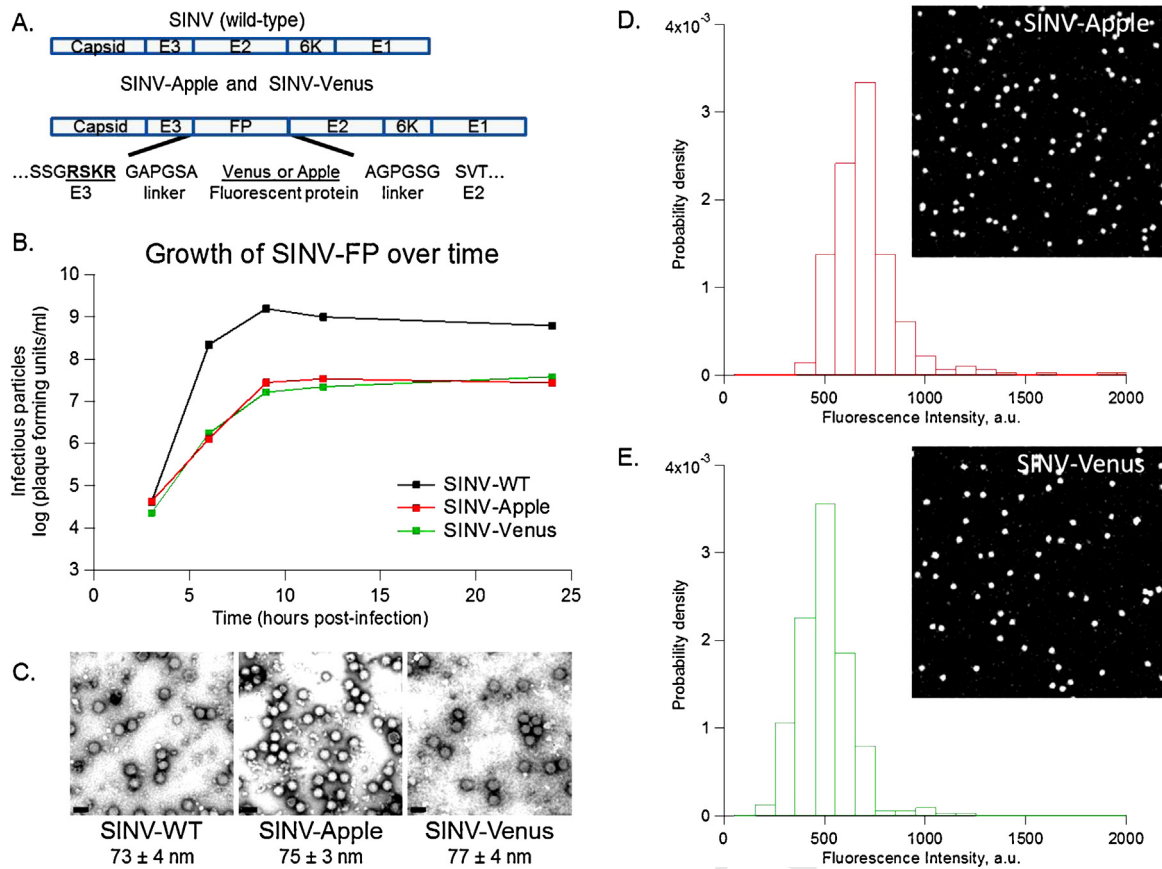 A.
SINV (wild-type)
Capsid E3 E2 6K E1
SINV-Apple and SINV-Venus
Capsid E3 FP E2 6K E1
...SSGRSKR GAPGSA Venus or Apple AGPGSG SVT...
E3 linker Fluorescent protein linker E2
B.
Growth of SINV-FP over time
Infectious particles
log (plaque forming units/ml)
10
9
8
7
6
5
4
3
SINV-WT
SINV-Apple
SINV-Venus
0 5 10 15 20 25
Time (hours post-infection)
C.
SINV-WT SINV-Apple SINV-Venus
73 ± 4 nm 75 ± 3 nm 77 ± 4 nm
D.
SINV-Apple
Probability density
4x10-3
3
2
1
0
0 500 1000 1500 2000
Fluorescence Intensity, a.u.
E.
SINV-Venus
Probability density
4x10-3
3
2
1
0
0 500 1000 1500 2000
Fluorescence Intensity, a.u.